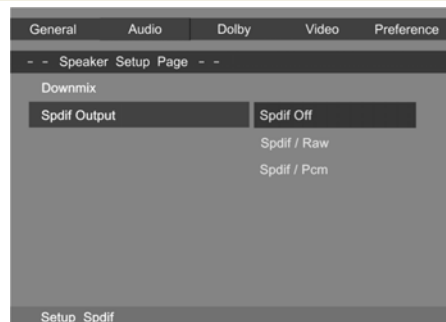 General Audio Dolby Video Preference
- - Speaker Setup Page - -
Downmix
Spdif Output Spdif Off
Spdif / Raw
Spdif / Pcm
Setup Spdif